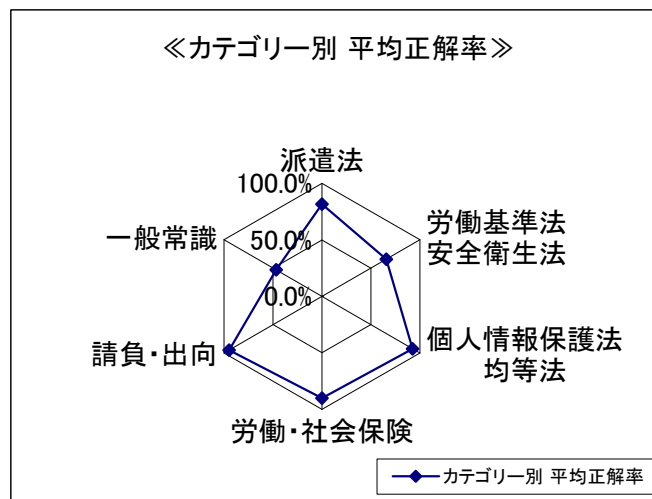 ≪カテゴリー別 平均正解率≫
派遣法
100.0%
50.0%
0.0%
労働基準法
安全衛生法
個人情報保護法
均等法
労働・社会保険
請負・出向
一般常識
カテゴリー別 平均正解率